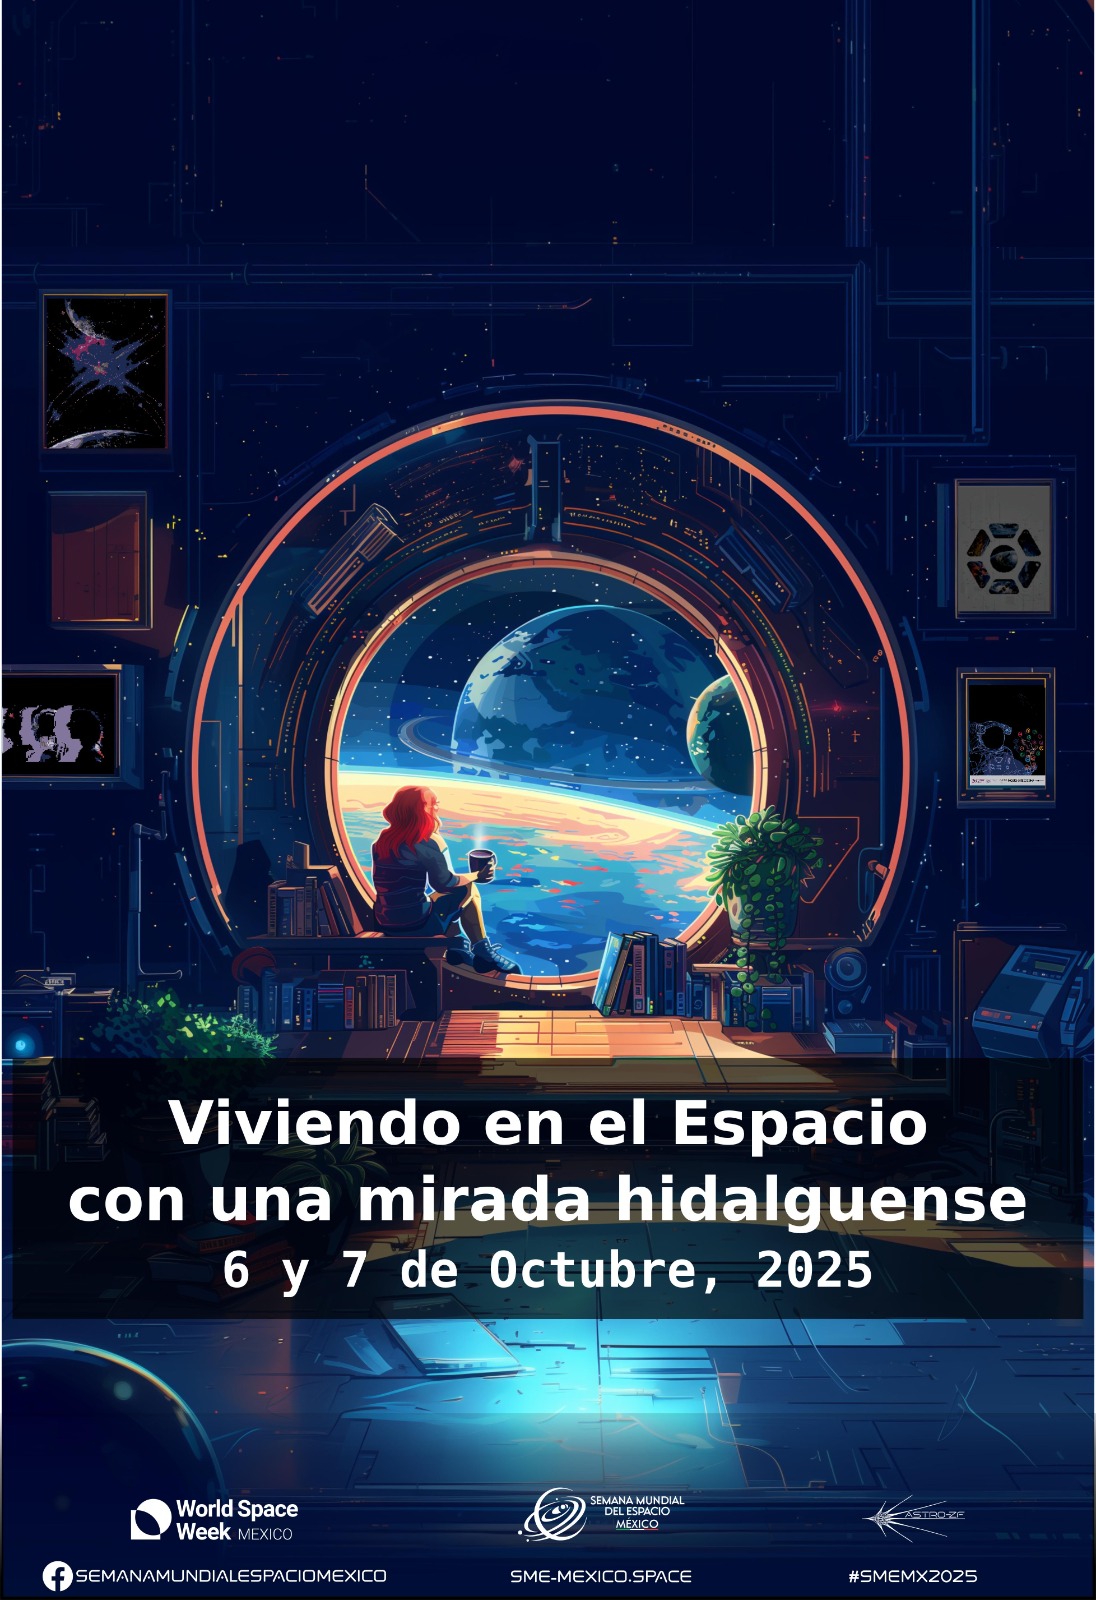 Viviendo en el Espacio
con una mirada hidalguense
6 y 7 de Octubre, 2025
World Space
Week MEXICO
SEMANA MUNDIAL
DEL ESPACIO
MÉXICO
ASTRO-ZF
SEMANAMUNDIALESPACIOMEXICO
SME-MEXICO.SPACE
#SMEMX2025